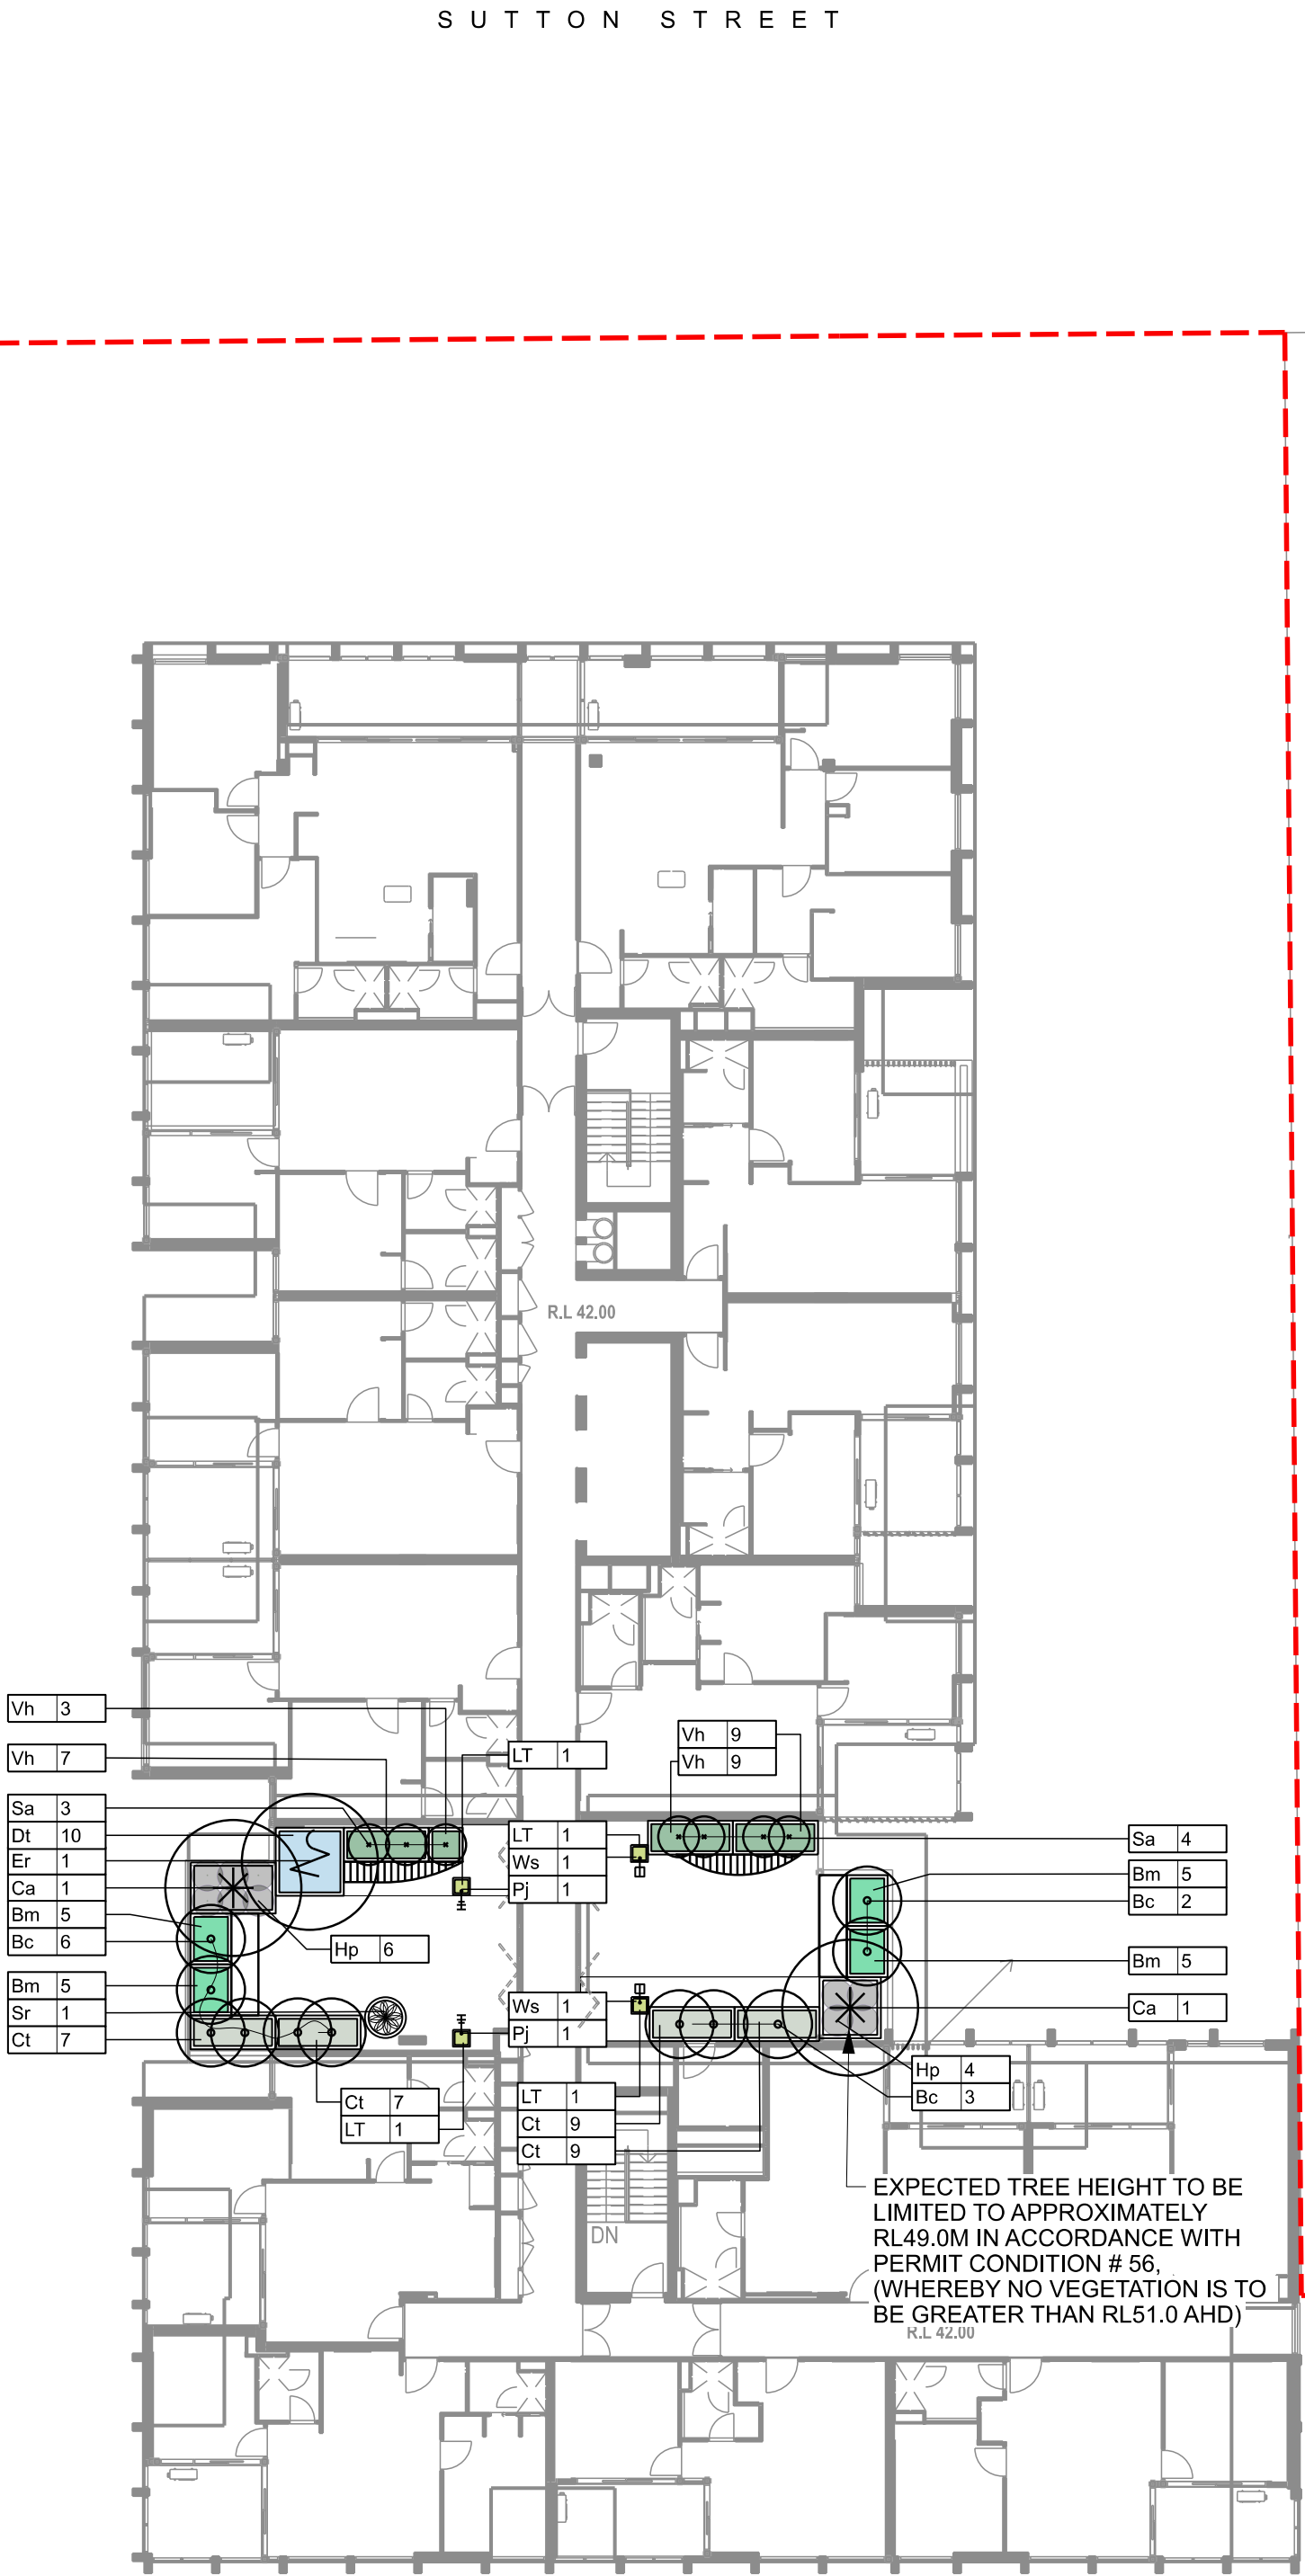 SUTTON STREET
R.L 42.00
Vh 3
Vh 7
Sa 3
Dt 10
Er 1
Ca 1
Bm 5
Bc 6
Bm 5
Sr 1
Ct 7
Hp 6
LT 1
LT 1
Ws 1
Pj 1
Vh 9
Vh 9
Sa 4
Bm 5
Bc 2
Bm 5
Ca 1
Ws 1
Pj 1
Hp 4
Bc 3
Ct 7
LT 1
LT 1
Ct 9
Ct 9
DN
EXPECTED TREE HEIGHT TO BE
LIMITED TO APPROXIMATELY
RL49.0M IN ACCORDANCE WITH
PERMIT CONDITION # 56,
(WHEREBY NO VEGETATION IS TO
BE GREATER THAN RL51.0 AHD)
R.L 42.00